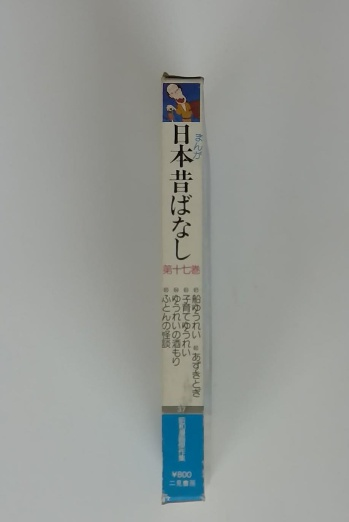 まんが
日本昔ばなし
第十七巻
船ゆうれい
あずきとぎ
子育てゆうれい
ゆうれいの酒もり
ふとんの怪談
57
¥600
二見書房